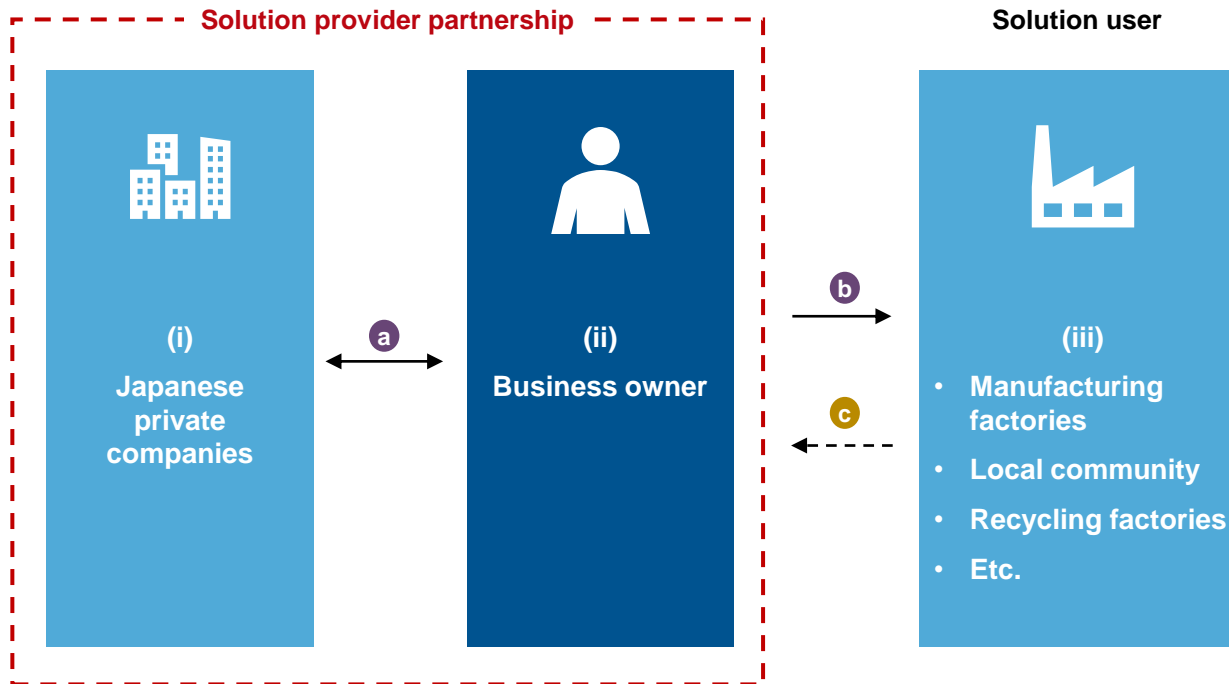 Solution provider partnership
Solution user
(i)
Japanese
private
companies
a
(ii)
Business owner
b
c
(iii)
• Manufacturing
factories
• Local community
• Recycling factories
• Etc.